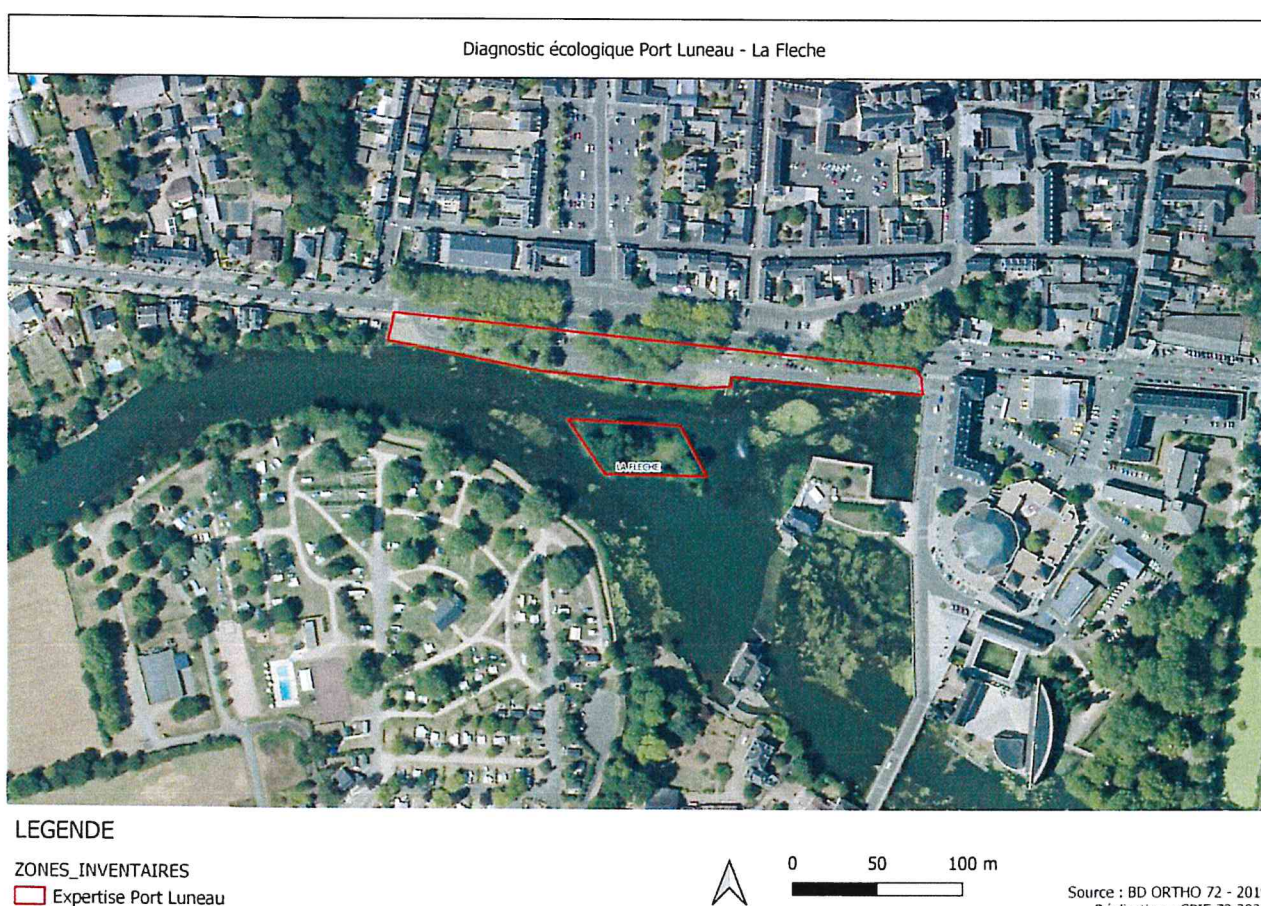 Diagnostic écologique Port Luneau - La Fleche
LA FLECHE
LEGENDE
ZONES_INVENTAIRES
Expertise Port Luneau
0 50 100 m
Source : BD ORTHO 72 - 201